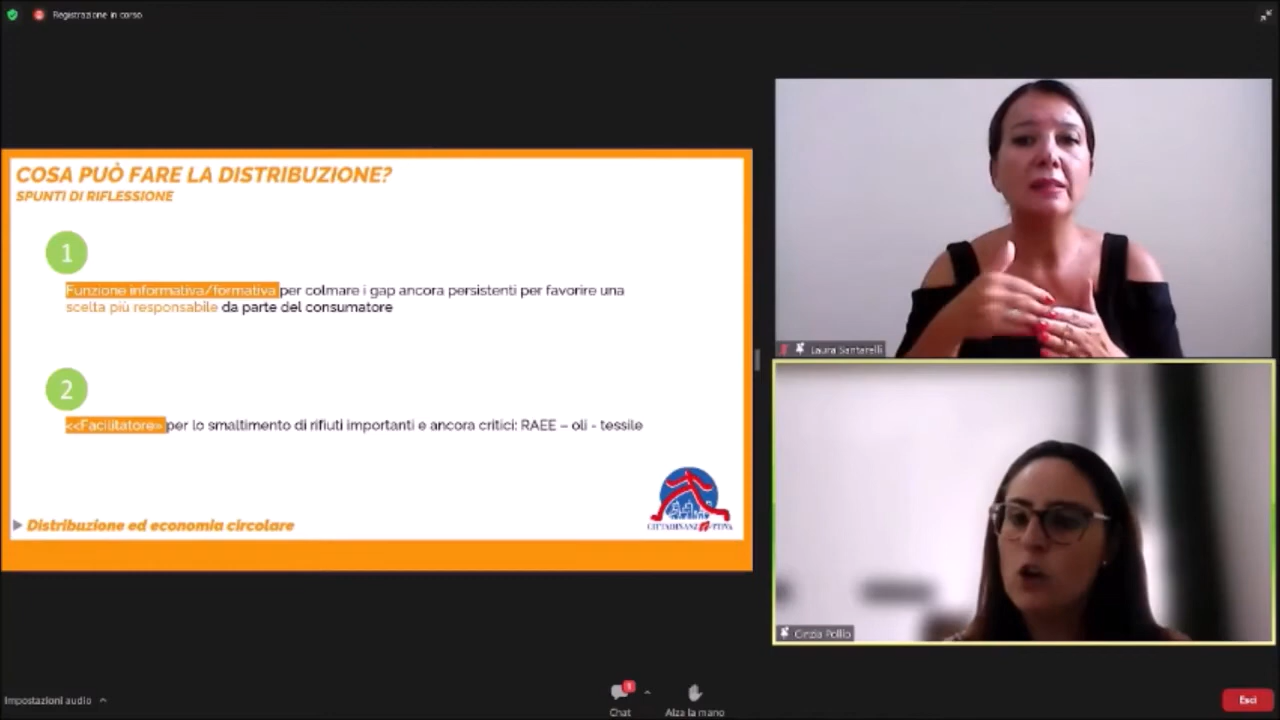 Registrazione in corso
COSA PUÒ FARE LA DISTRIBUZIONE?
SPUNTI DI RIFLESSIONE
1
Funzione informativa/formativa per colmare i gap ancora persistenti per favorire una
scelta più responsabile da parte del consumatore
2
<<Facilitatore» per lo smaltimento di rifiuti importanti e ancora critici: RAEE – oli - tessile
Distribuzione ed economia circolare
CITTADINANZATTIVA
Laura Santarelli
Cinzia Pollio
Impostazioni audio
1
Chat
Alza la mano
Esci